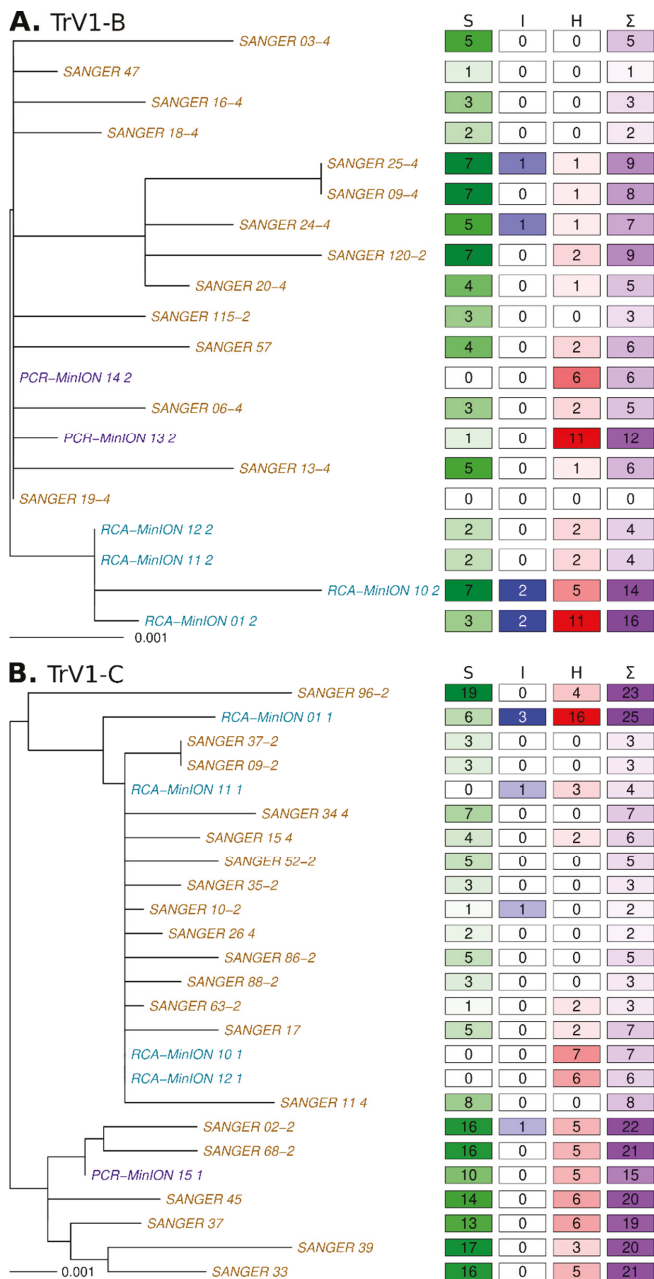 A. TrV1-B S I H Σ
SANGER 03-4 5 0 0 5
SANGER 47 1 0 0 1
SANGER 16-4 3 0 0 3
SANGER 18-4 2 0 0 2
SANGER 25-4 7 1 1 9
SANGER 09-4 7 0 1 8
SANGER 24-4 5 1 1 7
SANGER 120-2 7 0 2 9
SANGER 20-4 4 0 1 5
SANGER 115-2 3 0 0 3
SANGER 57 4 0 2 6
PCR-MinION 14 2 0 0 6 6
SANGER 06-4 3 0 2 5
PCR-MinION 13 2 1 0 11 12
SANGER 13-4 5 0 1 6
SANGER 19-4 0 0 0 0
RCA-MinION 12 2 2 0 2 4
RCA-MinION 11 2 2 0 2 4
RCA-MinION 10 2 7 2 5 14
RCA-MinION 01 2 3 2 11 16
0.001
B. TrV1-C S I H Σ
SANGER 96-2 19 0 4 23
RCA-MinION 01 1 6 3 16 25
SANGER 37-2 3 0 0 3
SANGER 09-2 3 0 0 3
RCA-MinION 11 1 0 1 3 4
SANGER 34 4 7 0 0 7
SANGER 15 4 4 0 2 6
SANGER 52-2 5 0 0 5
SANGER 35-2 3 0 0 3
SANGER 10-2 1 1 0 2
SANGER 26 4 2 0 0 2
SANGER 86-2 5 0 0 5
SANGER 88-2 3 0 0 3
SANGER 63-2 1 0 2 3
SANGER 17 5 0 2 7
RCA-MinION 10 1 0 0 7 7
RCA-MinION 12 1 0 0 6 6
SANGER 11 4 8 0 0 8
SANGER 02-2 16 1 5 22
SANGER 68-2 16 0 5 21
PCR-MinION 15 1 10 0 5 15
SANGER 45 14 0 6 20
SANGER 37 13 0 6 19
SANGER 39 17 0 3 20
SANGER 33 16 0 5 21
0.001